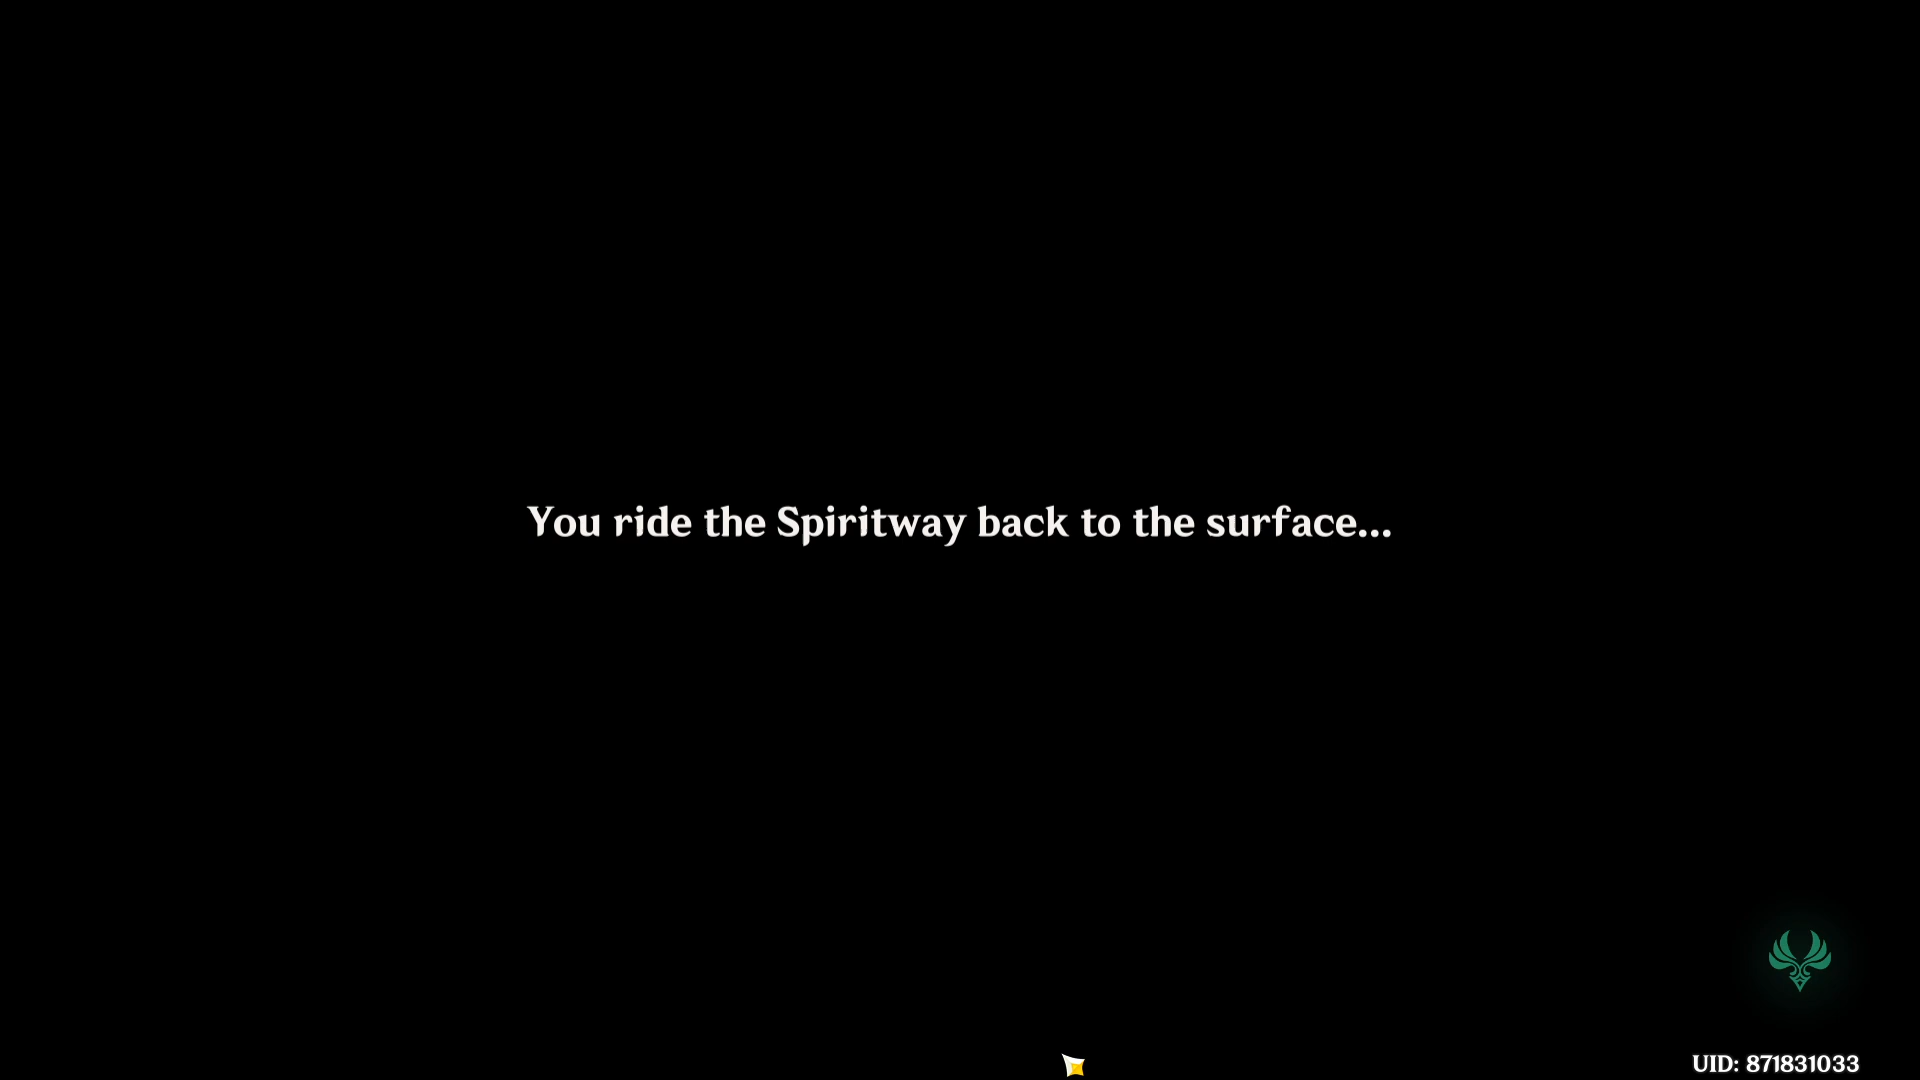 You ride the Spiritway back to the surface...
UID: 871831033